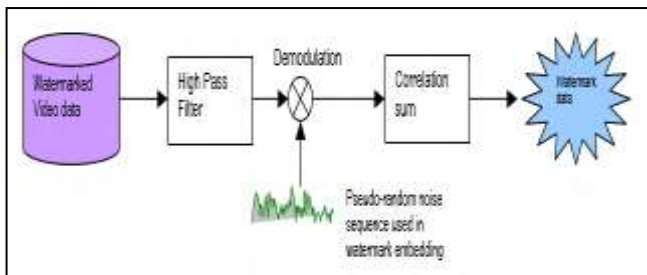 Demodulation
Watermarked
Video data
High Pass
Filter
Correlation
sum
Watermark
data
Pseudo-random noise
sequence used in
watermark embedding